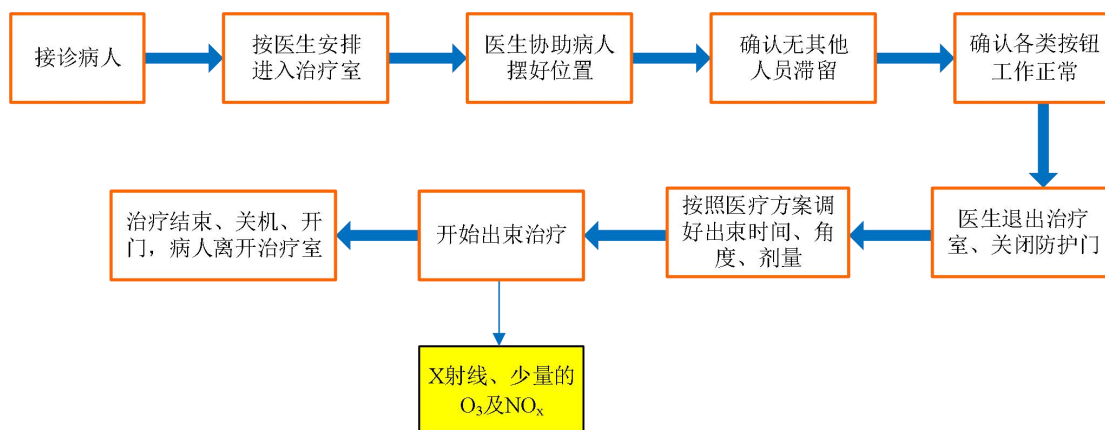 接诊病人
按医生安排
进入治疗室
医生协助病人
摆好位置
确认无其他
人员滞留
确认各类按钮
工作正常
医生退出治疗
室、关闭防护门
按照医疗方案调
好出束时间、角
度、剂量
开始出束治疗
治疗结束、关机、开
门，病人离开治疗室
X射线、少量的
O₃及NOₓ